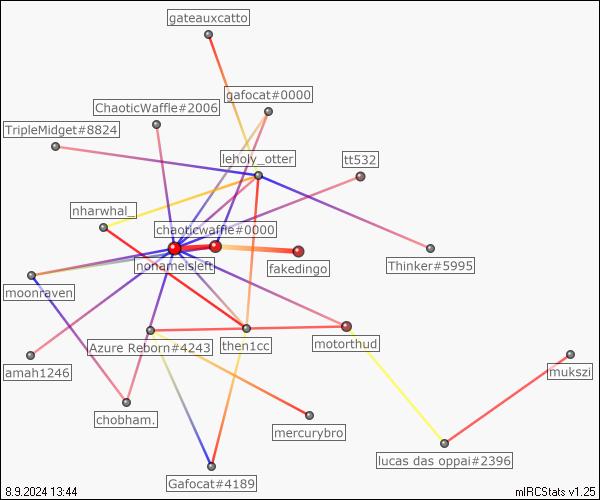 gateauxcatto
gafocat#0000
ChaoticWaffle#2006
TripleMidget#8824
leholy_otter
tt532
nharwhal_
chaoticwaffle#0000
nonameisleft
fakedingo
Thinker#5995
moonraven
Azure Reborn#4243
then1cc
motorthud
amah1246
mukszi
chobham.
mercurybro
lucas das oppai#2396
Gafocat#4189
8.9.2024 13:44
mIRCStats v1.25